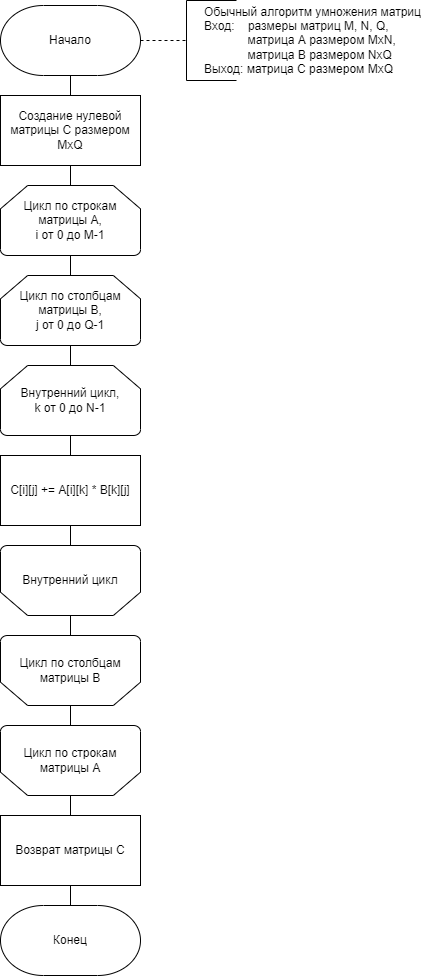 Начало
Обычный алгоритм умножения матриц
Вход: размеры матриц M, N, Q,
матрица A размером MxN,
матрица B размером NxQ
Выход: матрица C размером MxQ
Создание нулевой
матрицы C размером
MxQ
Цикл по строкам
матрицы A,
i от 0 до M-1
Цикл по столбцам
матрицы B,
j от 0 до Q-1
Внутренний цикл,
k от 0 до N-1
C[i][j] += A[i][k] * B[k][j]
Внутренний цикл
Цикл по столбцам
матрицы B
Цикл по строкам
матрицы A
Возврат матрицы C
Конец